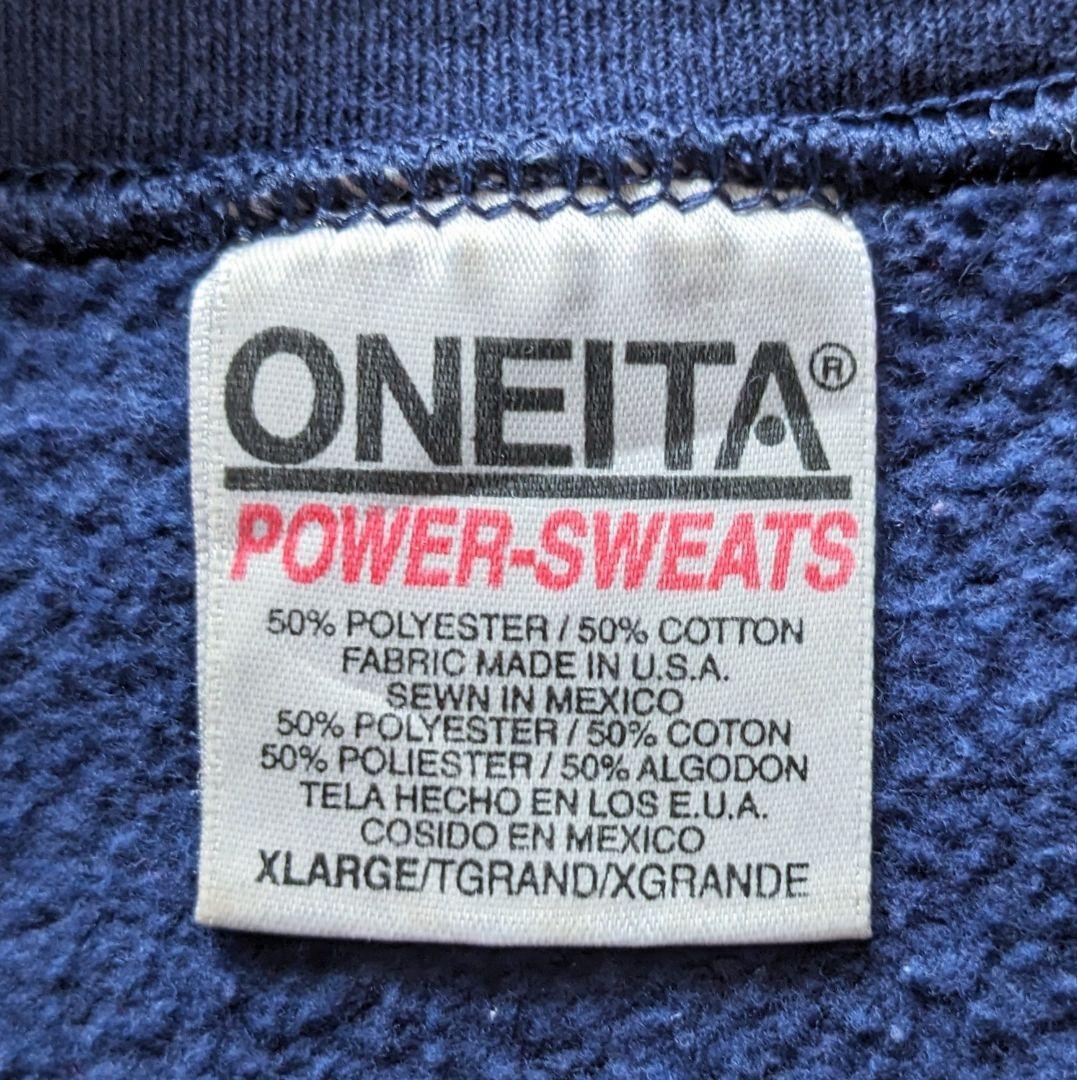 ONEITA®
POWER-SWEATS
50% POLYESTER / 50% COTTON
FABRIC MADE IN U.S.A.
SEWN IN MEXICO
50% POLYESTER / 50% COTON
50% POLIESTER / 50% ALGODON
TELA HECHO EN LOS E.U.A.
COSIDO EN MEXICO
XLARGE/TGRAND/XGRANDE